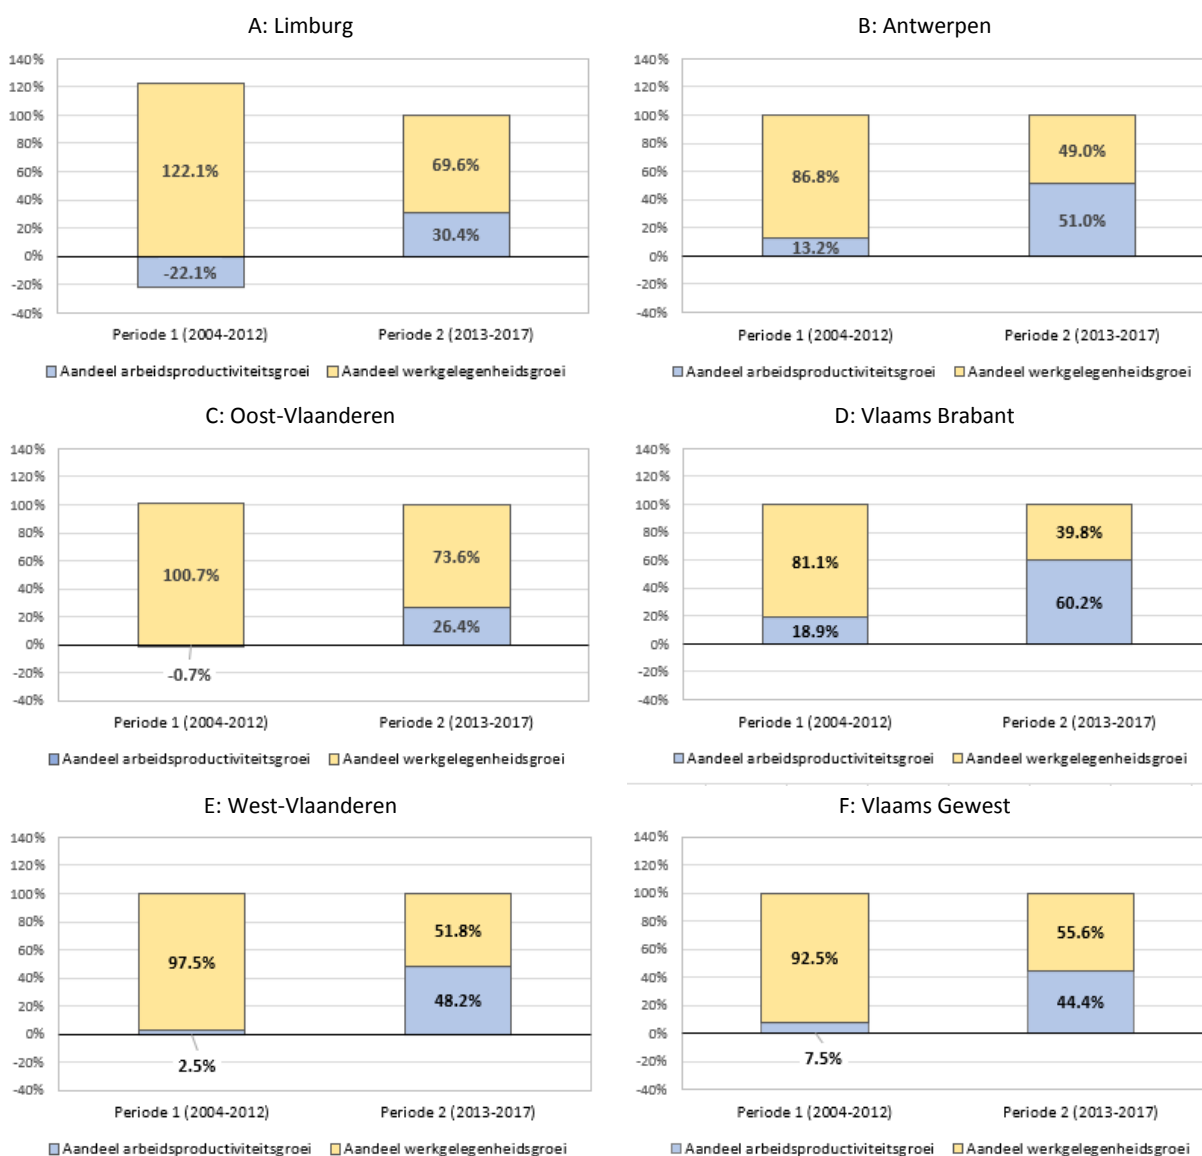 A: Limburg
140%
120%
100%
80%
60%
40%
20%
0%
-20%
-40%
122.1%
-22.1%
69.6%
30.4%
Periode 1 (2004-2012)
Periode 2 (2013-2017)
Aandeel arbeidsproductiviteitsgroei
Aandeel werkgelegenheidsgroei
B: Antwerpen
140%
120%
100%
80%
60%
40%
20%
0%
-20%
-40%
86.8%
13.2%
49.0%
51.0%
Periode 1 (2004-2012)
Periode 2 (2013-2017)
Aandeel arbeidsproductiviteitsgroei
Aandeel werkgelegenheidsgroei
C: Oost-Vlaanderen
140%
120%
100%
80%
60%
40%
20%
0%
-20%
-40%
100.7%
-0.7%
73.6%
26.4%
Periode 1 (2004-2012)
Periode 2 (2013-2017)
Aandeel arbeidsproductiviteitsgroei
Aandeel werkgelegenheidsgroei
D: Vlaams Brabant
140%
120%
100%
80%
60%
40%
20%
0%
-20%
-40%
81.1%
18.9%
39.8%
60.2%
Periode 1 (2004-2012)
Periode 2 (2013-2017)
Aandeel arbeidsproductiviteitsgroei
Aandeel werkgelegenheidsgroei
E: West-Vlaanderen
140%
120%
100%
80%
60%
40%
20%
0%
-20%
-40%
97.5%
2.5%
51.8%
48.2%
Periode 1 (2004-2012)
Periode 2 (2013-2017)
Aandeel arbeidsproductiviteitsgroei
Aandeel werkgelegenheidsgroei
F: Vlaams Gewest
140%
120%
100%
80%
60%
40%
20%
0%
-20%
-40%
92.5%
7.5%
55.6%
44.4%
Periode 1 (2004-2012)
Periode 2 (2013-2017)
Aandeel arbeidsproductiviteitsgroei
Aandeel werkgelegenheidsgroei